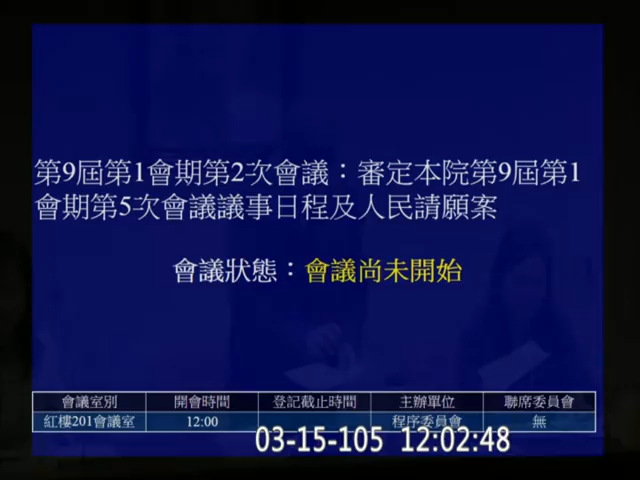 第9屆第1會期第2次會議：審定本院第9屆第1
會期第5次會議議事日程及人民請願案
會議狀態：會議尚未開始
會議室別 開會時間 登記截止時間 主辦單位 聯席委員會
紅樓201會議室 12:00 程序委員會 無
03-15-105 12:02:48